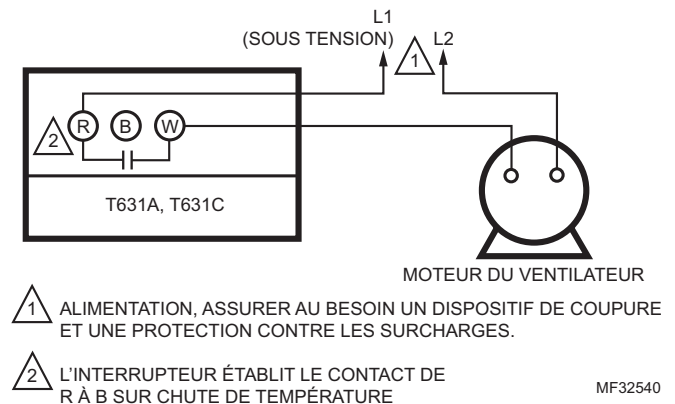 L1
(SOUS TENSION)
1
L2
2
R
B
W
T631A, T631C
MOTEUR DU VENTILATEUR
1 ALIMENTATION, ASSURER AU BESOIN UN DISPOSITIF DE COUPURE
ET UNE PROTECTION CONTRE LES SURCHARGES.
2 L'INTERRUPTEUR ÉTABLIT LE CONTACT DE
R À B SUR CHUTE DE TEMPÉRATURE
MF32540